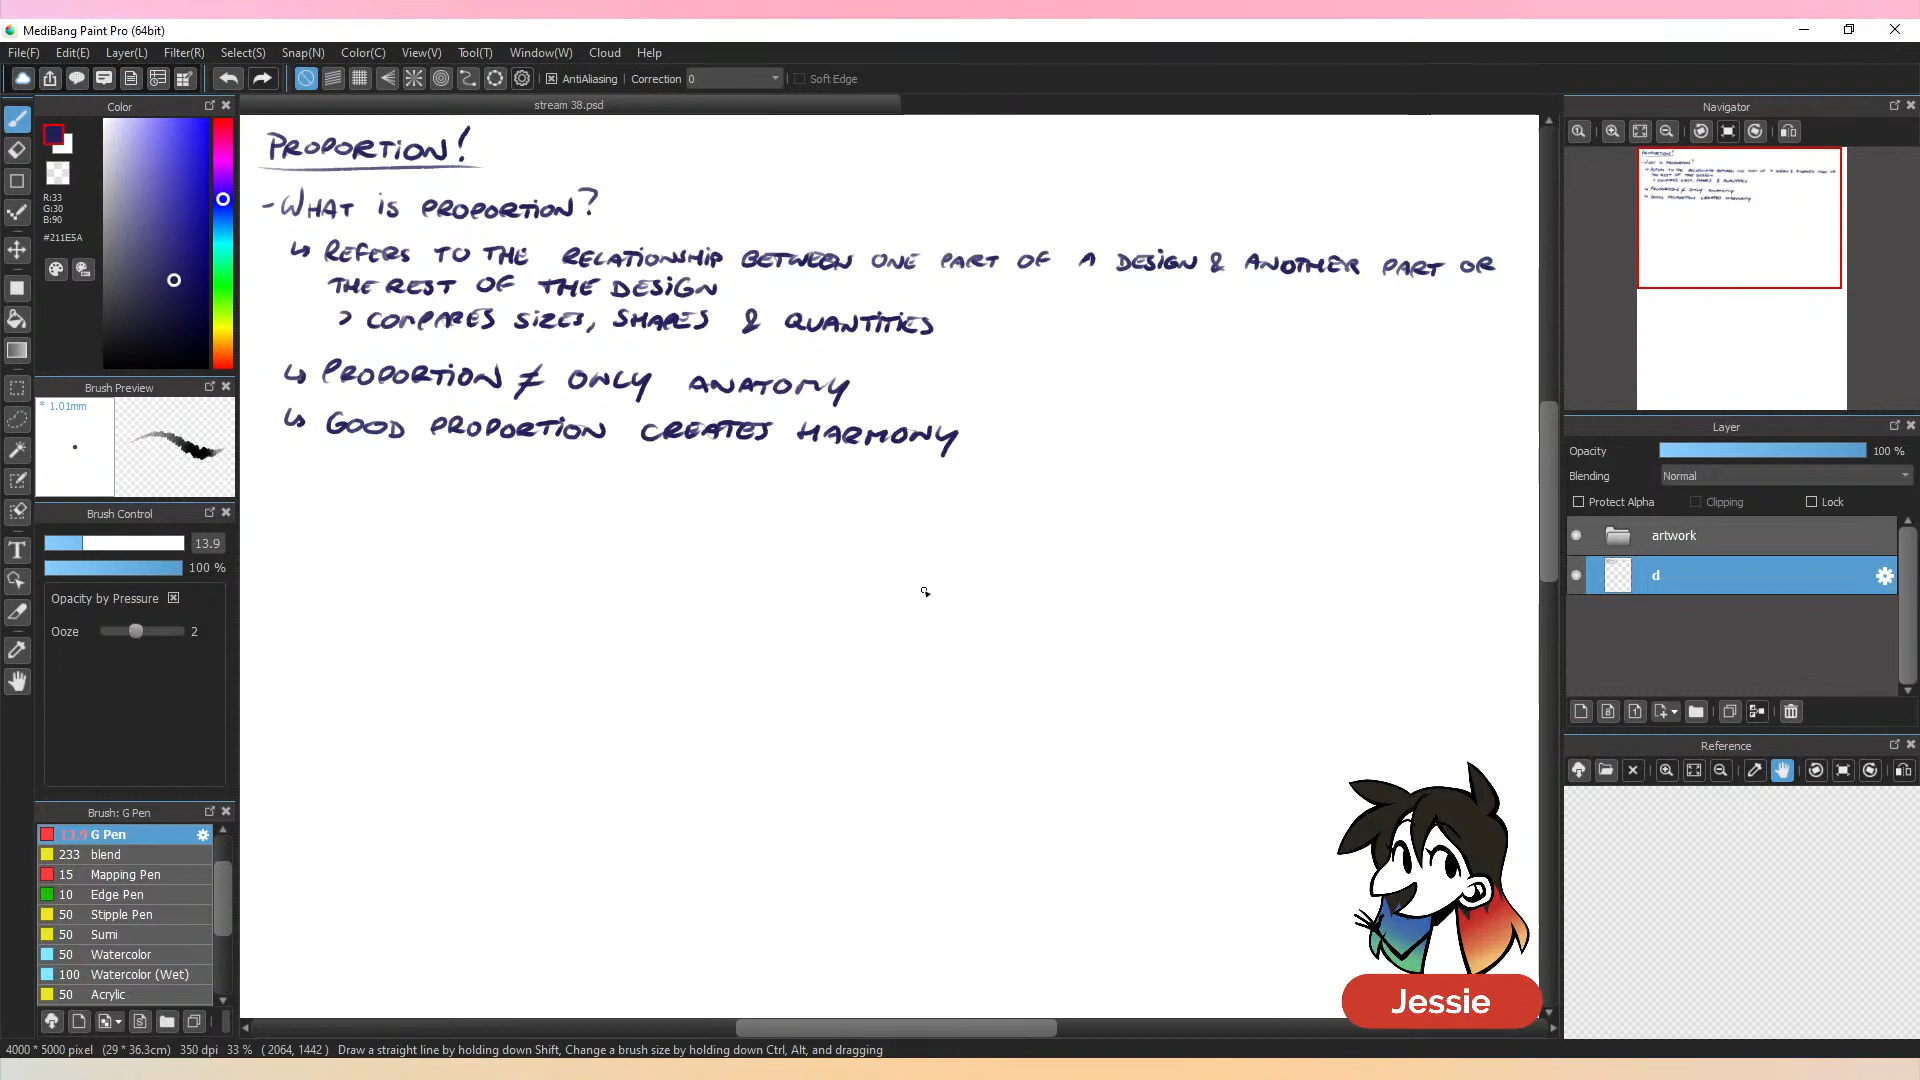 MediBang Paint Pro (64bit)
File(F) Edit(E) Layer(L) Filter(R) Select(S) Snap(N) Color(C) View(V) Tool(T) Window(W) Cloud Help
AntiAliasing Correction 0 Soft Edge
Color
stream 38.psd
Navigator
R:33
G:30
B:90
#211E5A
PROPORTION!
- WHAT IS PROPORTION?
↳ REFERS TO THE RELATIONSHIP BETWEEN ONE PART OF A DESIGN & ANOTHER PART OR
THE REST OF THE DESIGN
> COMPARES SIZES, SHAPES & QUANTITIES
↳ PROPORTION ≠ ONLY ANATOMY
↳ GOOD PROPORTION CREATES HARMONY
Brush Preview
* 1.01mm
Brush Control
13.9
100 %
Opacity by Pressure
Ooze 2
Brush: G Pen
13.9 G Pen
233 blend
15 Mapping Pen
10 Edge Pen
50 Stipple Pen
50 Sumi
50 Watercolor
100 Watercolor (Wet)
50 Acrylic
Layer
Opacity 100 %
Blending Normal
Protect Alpha Clipping Lock
artwork
d
Reference
Jessie
4000 * 5000 pixel (29 * 36.3cm) 350 dpi 33 % ( 2064, 1442 ) Draw a straight line by holding down Shift, Change a brush size by holding down Ctrl, Alt, and dragging